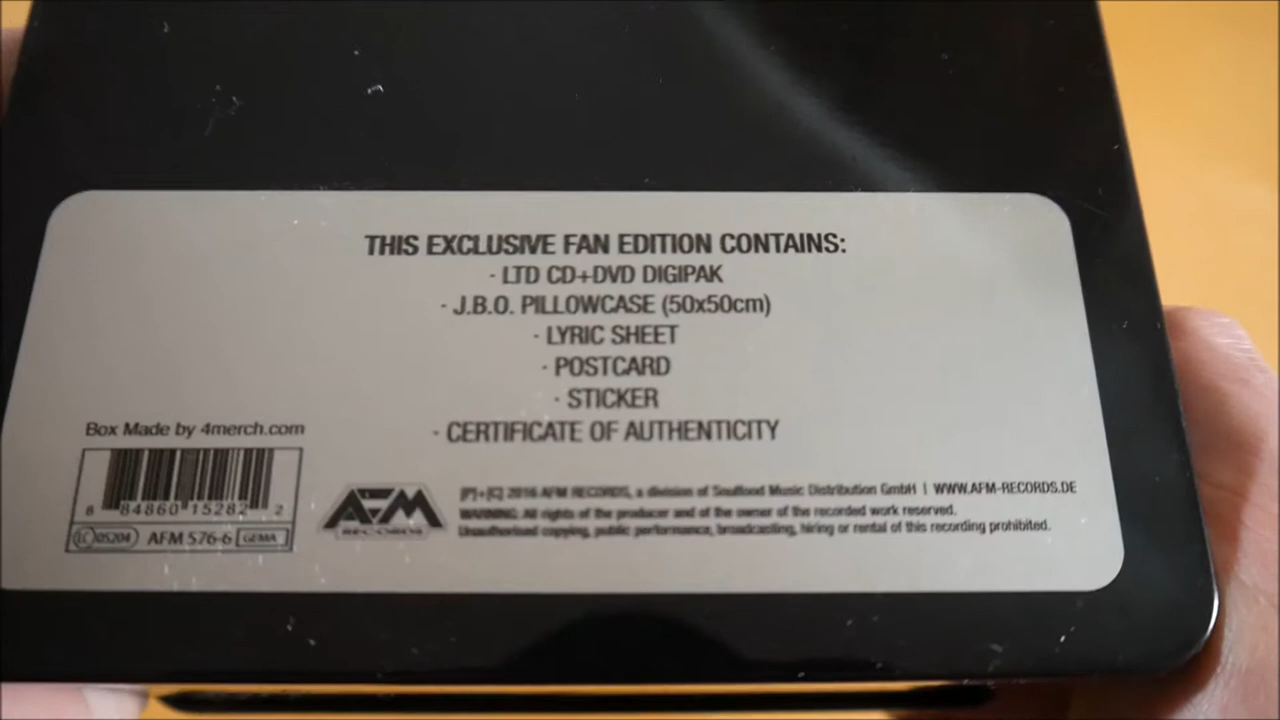 THIS EXCLUSIVE FAN EDITION CONTAINS:
· LTD CD+DVD DIGIPAK
· J.B.O. PILLOWCASE (50x50cm)
· LYRIC SHEET
· POSTCARD
· STICKER
· CERTIFICATE OF AUTHENTICITY
Box Made by 4merch.com
8 84860 15282 2
LC 05204 AFM 576-6 GEMA
AFM
RECORDS
[P]+[C] 2016 AFM RECORDS, a division of Soulfood Music Distribution GmbH | WWW.AFM-RECORDS.DE
WARNING: All rights of the producer and of the owner of the recorded work reserved.
Unauthorised copying, public performance, broadcasting, hiring or rental of this recording prohibited.